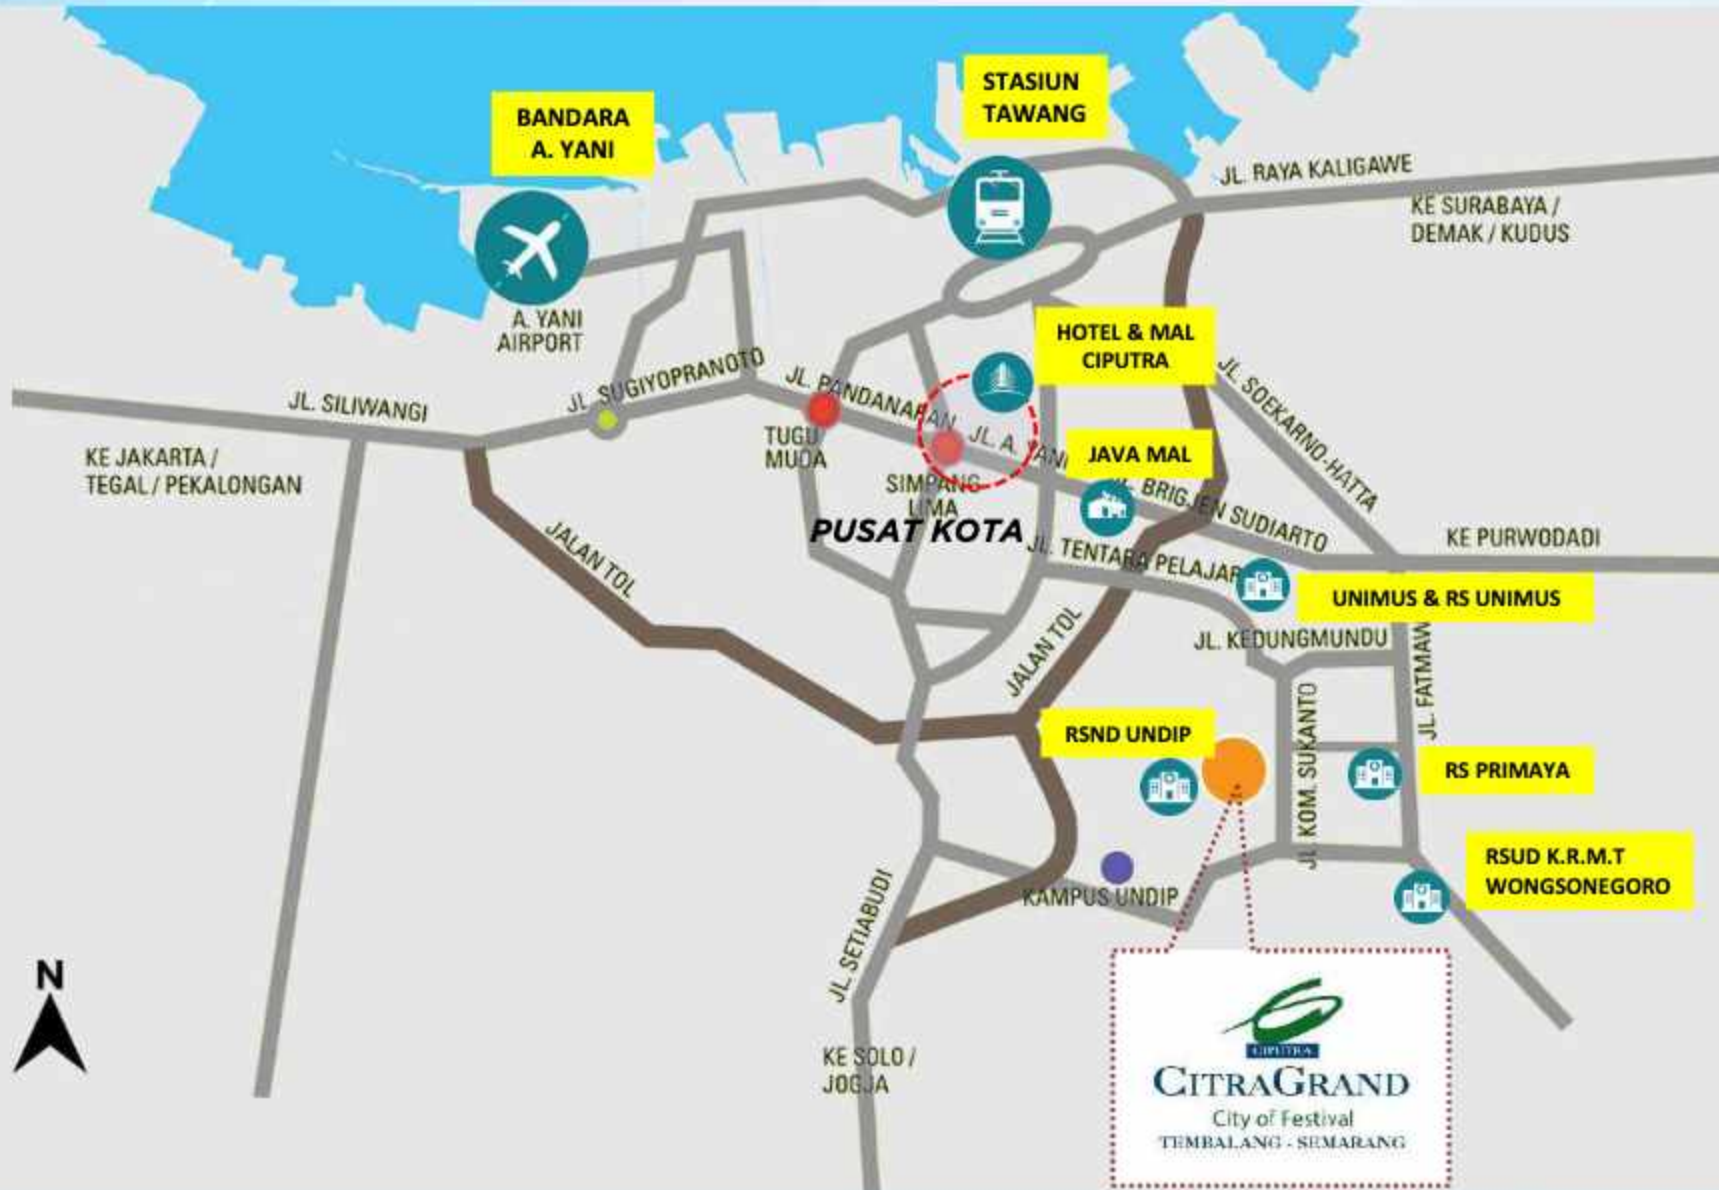 STASIUN
TAWANG
BANDARA
A. YANI
JL. RAYA KALIGAWE
KE SURABAYA /
DEMAK / KUDUS
A. YANI
AIRPORT
HOTEL & MAL
CIPUTRA
JL. SUGIYOPRANOTO
JL. PANDANARAN
JL. SOEKARNO-HATTA
JL. SILIWANGI
TUGU
MUDA
JL. A. YANI
JAVA MAL
KE JAKARTA /
TEGAL / PEKALONGAN
SIMPANG
LIMA
JL. BRIGJEN SUDIARTO
PUSAT KOTA
JL. TENTARA PELAJAR
KE PURWODADI
JALAN TOL
UNIMUS & RS UNIMUS
JL. KEDUNGMUNDU
JALAN TOL
JL. FATMAW
RSND UNDIP
JL. KOM. SUKANTO
RS PRIMAYA
RSUD K.R.M.T
WONGSONEGORO
KAMPUS UNDIP
JL. SETIABUDI
N
KE SOLO /
JOGJA
CIPUTRA
CITRAGRAND
City of Festival
TEMBALANG - SEMARANG